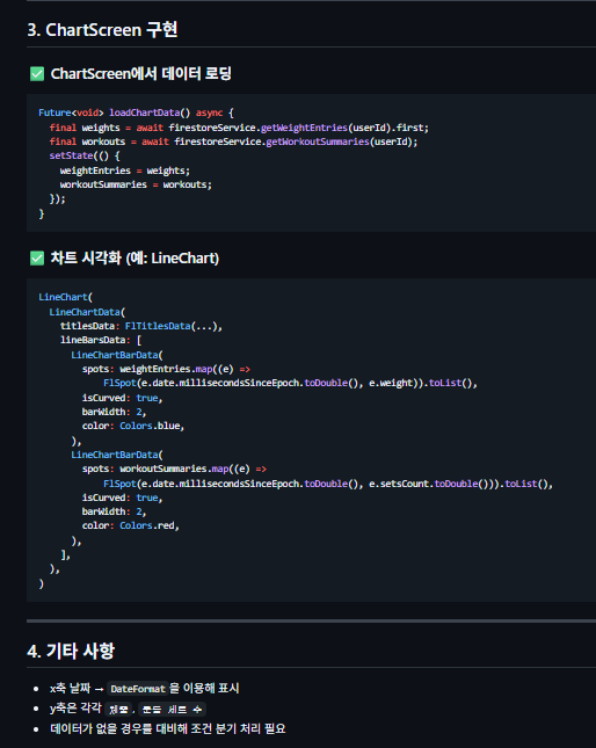 3. ChartScreen 구현
✅ ChartScreen에서 데이터 로딩
Future<void> loadChartData() async {
  final weights = await firestoreService.getWeightEntries(userId).first;
  final workouts = await firestoreService.getWorkoutSummaries(userId);
  setState(() {
    weightEntries = weights;
    workoutSummaries = workouts;
  });
}
✅ 차트 시각화 (예: LineChart)
LineChart(
  LineChartData(
    titlesData: FlTitlesData(...),
    lineBarsData: [
      LineChartBarData(
        spots: weightEntries.map((e) =>
            FlSpot(e.date.millisecondsSinceEpoch.toDouble(), e.weight)).toList(),
        isCurved: true,
        barWidth: 2,
        color: Colors.blue,
      ),
      LineChartBarData(
        spots: workoutSummaries.map((e) =>
            FlSpot(e.date.millisecondsSinceEpoch.toDouble(), e.setsCount.toDouble())).toList(),
        isCurved: true,
        barWidth: 2,
        color: Colors.red,
      ),
    ],
  ),
)
4. 기타 사항
• x축 날짜 → DateFormat 을 이용해 표시
• y축은 각각 체중, 운동 세트 수
• 데이터가 없을 경우를 대비해 조건 분기 처리 필요